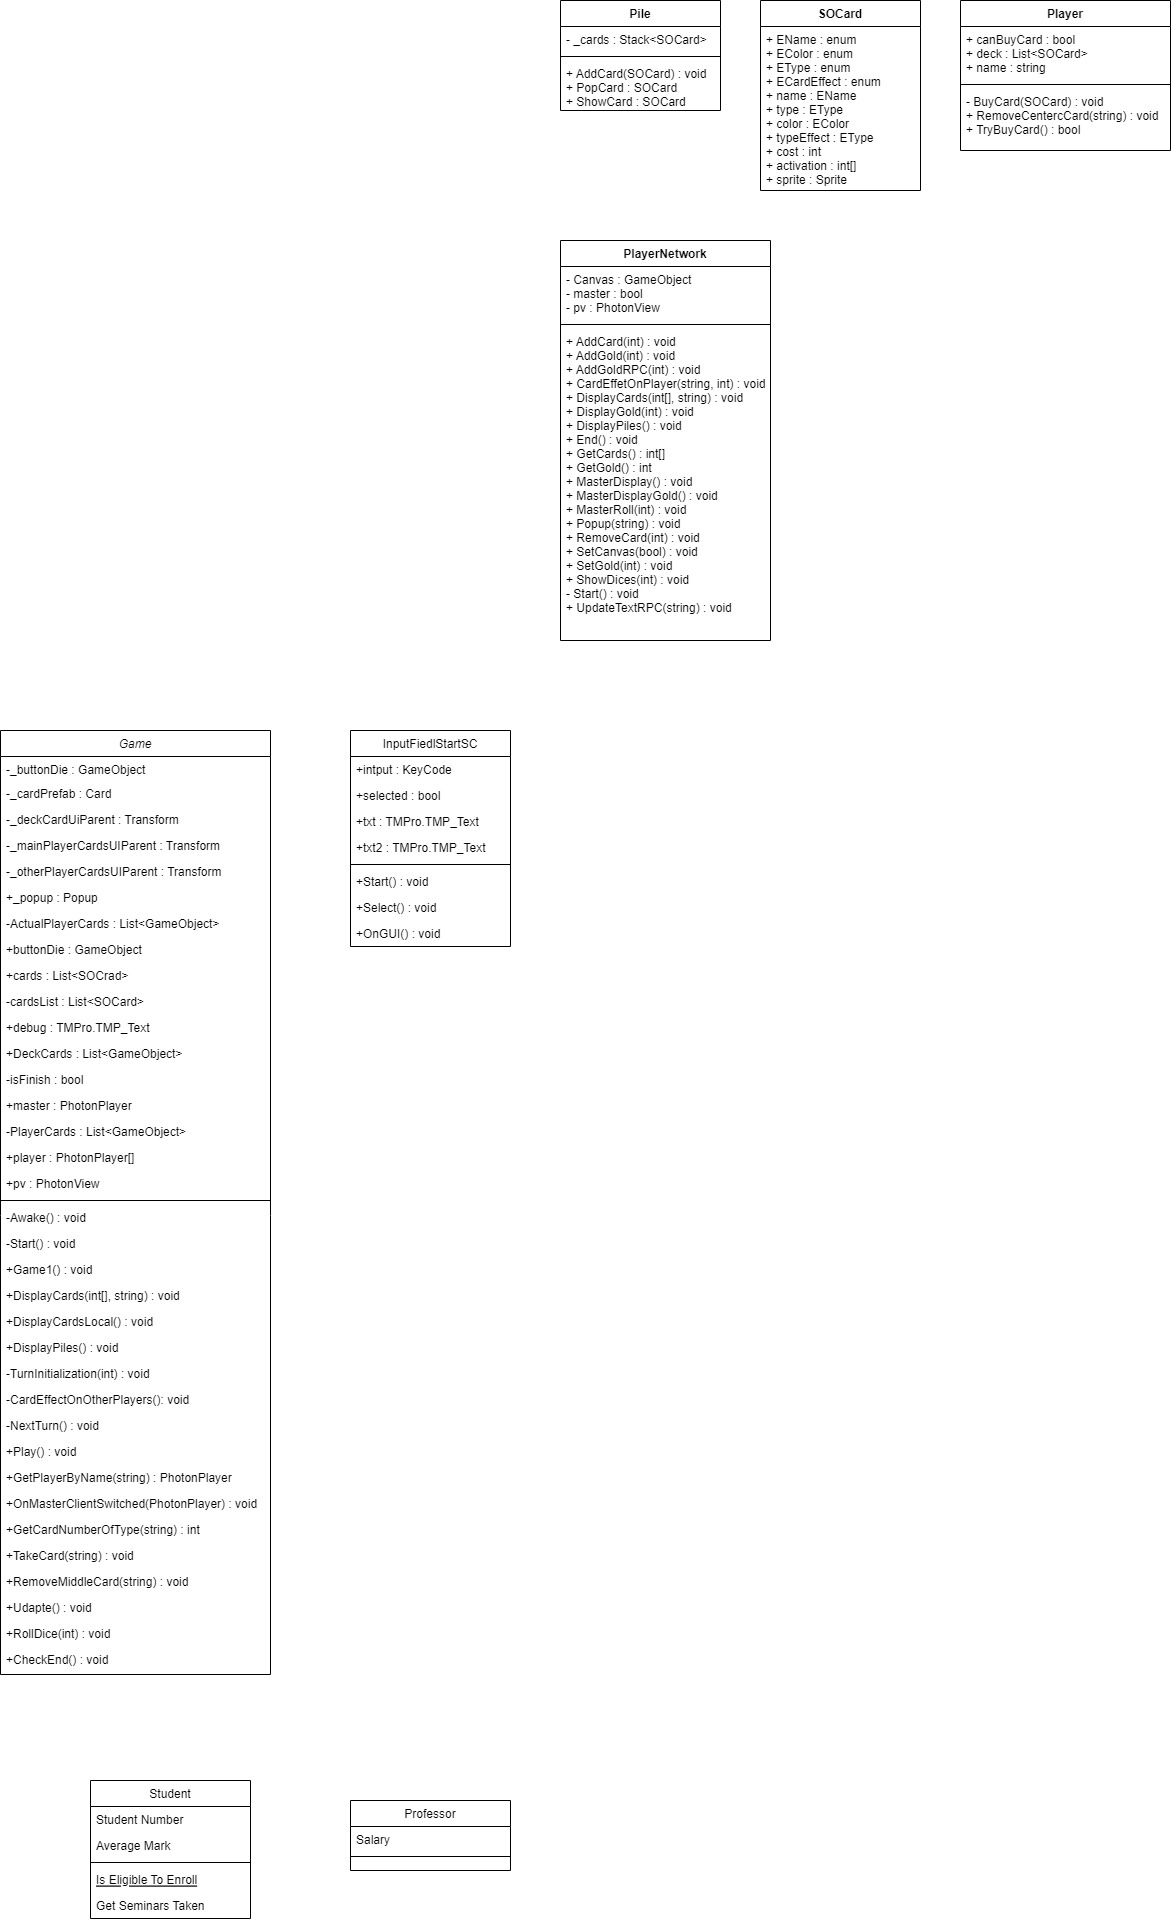 Pile
- _cards : Stack<SOCard>
+ AddCard(SOCard) : void
+ PopCard : SOCard
+ ShowCard : SOCard
SOCard
+ EName : enum
+ EColor : enum
+ EType : enum
+ ECardEffect : enum
+ name : EName
+ type : EType
+ color : EColor
+ typeEffect : EType
+ cost : int
+ activation : int[]
+ sprite : Sprite
Player
+ canBuyCard : bool
+ deck : List<SOCard>
+ name : string
- BuyCard(SOCard) : void
+ RemoveCentercCard(string) : void
+ TryBuyCard() : bool
PlayerNetwork
- Canvas : GameObject
- master : bool
- pv : PhotonView
+ AddCard(int) : void
+ AddGold(int) : void
+ AddGoldRPC(int) : void
+ CardEffetOnPlayer(string, int) : void
+ DisplayCards(int[], string) : void
+ DisplayGold(int) : void
+ DisplayPiles() : void
+ End() : void
+ GetCards() : int[]
+ GetGold() : int
+ MasterDisplay() : void
+ MasterDisplayGold() : void
+ MasterRoll(int) : void
+ Popup(string) : void
+ RemoveCard(int) : void
+ SetCanvas(bool) : void
+ SetGold(int) : void
+ ShowDices(int) : void
- Start() : void
+ UpdateTextRPC(string) : void
Game
-_buttonDie : GameObject
-_cardPrefab : Card
-_deckCardUiParent : Transform
-_mainPlayerCardsUIParent : Transform
-_otherPlayerCardsUIParent : Transform
+_popup : Popup
-ActualPlayerCards : List<GameObject>
+buttonDie : GameObject
+cards : List<SOCrad>
-cardsList : List<SOCard>
+debug : TMPro.TMP_Text
+DeckCards : List<GameObject>
-isFinish : bool
+master : PhotonPlayer
-PlayerCards : List<GameObject>
+player : PhotonPlayer[]
+pv : PhotonView
-Awake() : void
-Start() : void
+Game1() : void
+DisplayCards(int[], string) : void
+DisplayCardsLocal() : void
+DisplayPiles() : void
-TurnInitialization(int) : void
-CardEffectOnOtherPlayers(): void
-NextTurn() : void
+Play() : void
+GetPlayerByName(string) : PhotonPlayer
+OnMasterClientSwitched(PhotonPlayer) : void
+GetCardNumberOfType(string) : int
+TakeCard(string) : void
+RemoveMiddleCard(string) : void
+Udapte() : void
+RollDice(int) : void
+CheckEnd() : void
InputFiedlStartSC
+intput : KeyCode
+selected : bool
+txt : TMPro.TMP_Text
+txt2 : TMPro.TMP_Text
+Start() : void
+Select() : void
+OnGUI() : void
Student
Student Number
Average Mark
Is Eligible To Enroll
Get Seminars Taken
Professor
Salary